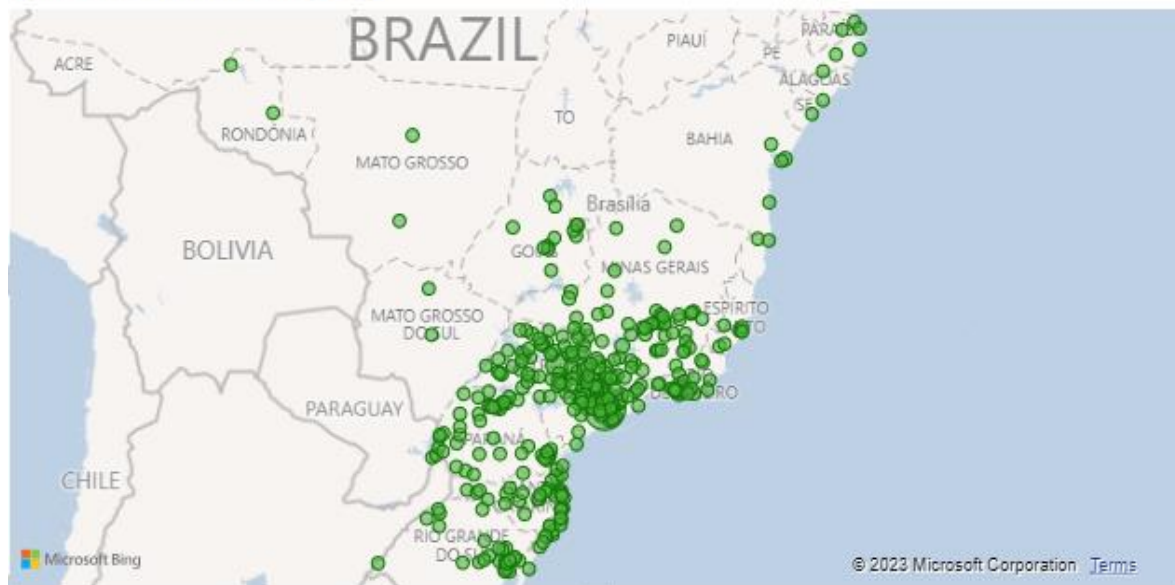 BRAZIL
PIAUÍ
PE
ACRE
ALAGOAS
SE
TO
RONDÔNIA
BAHIA
MATO GROSSO
Brasília
BOLIVIA
MINAS GERAIS
ESPÍRITO
MATO GROSSO
DO SUL
PARAGUAY
PARANÁ
CHILE
RIO GRANDE
Microsoft Bing
© 2023 Microsoft Corporation Terms